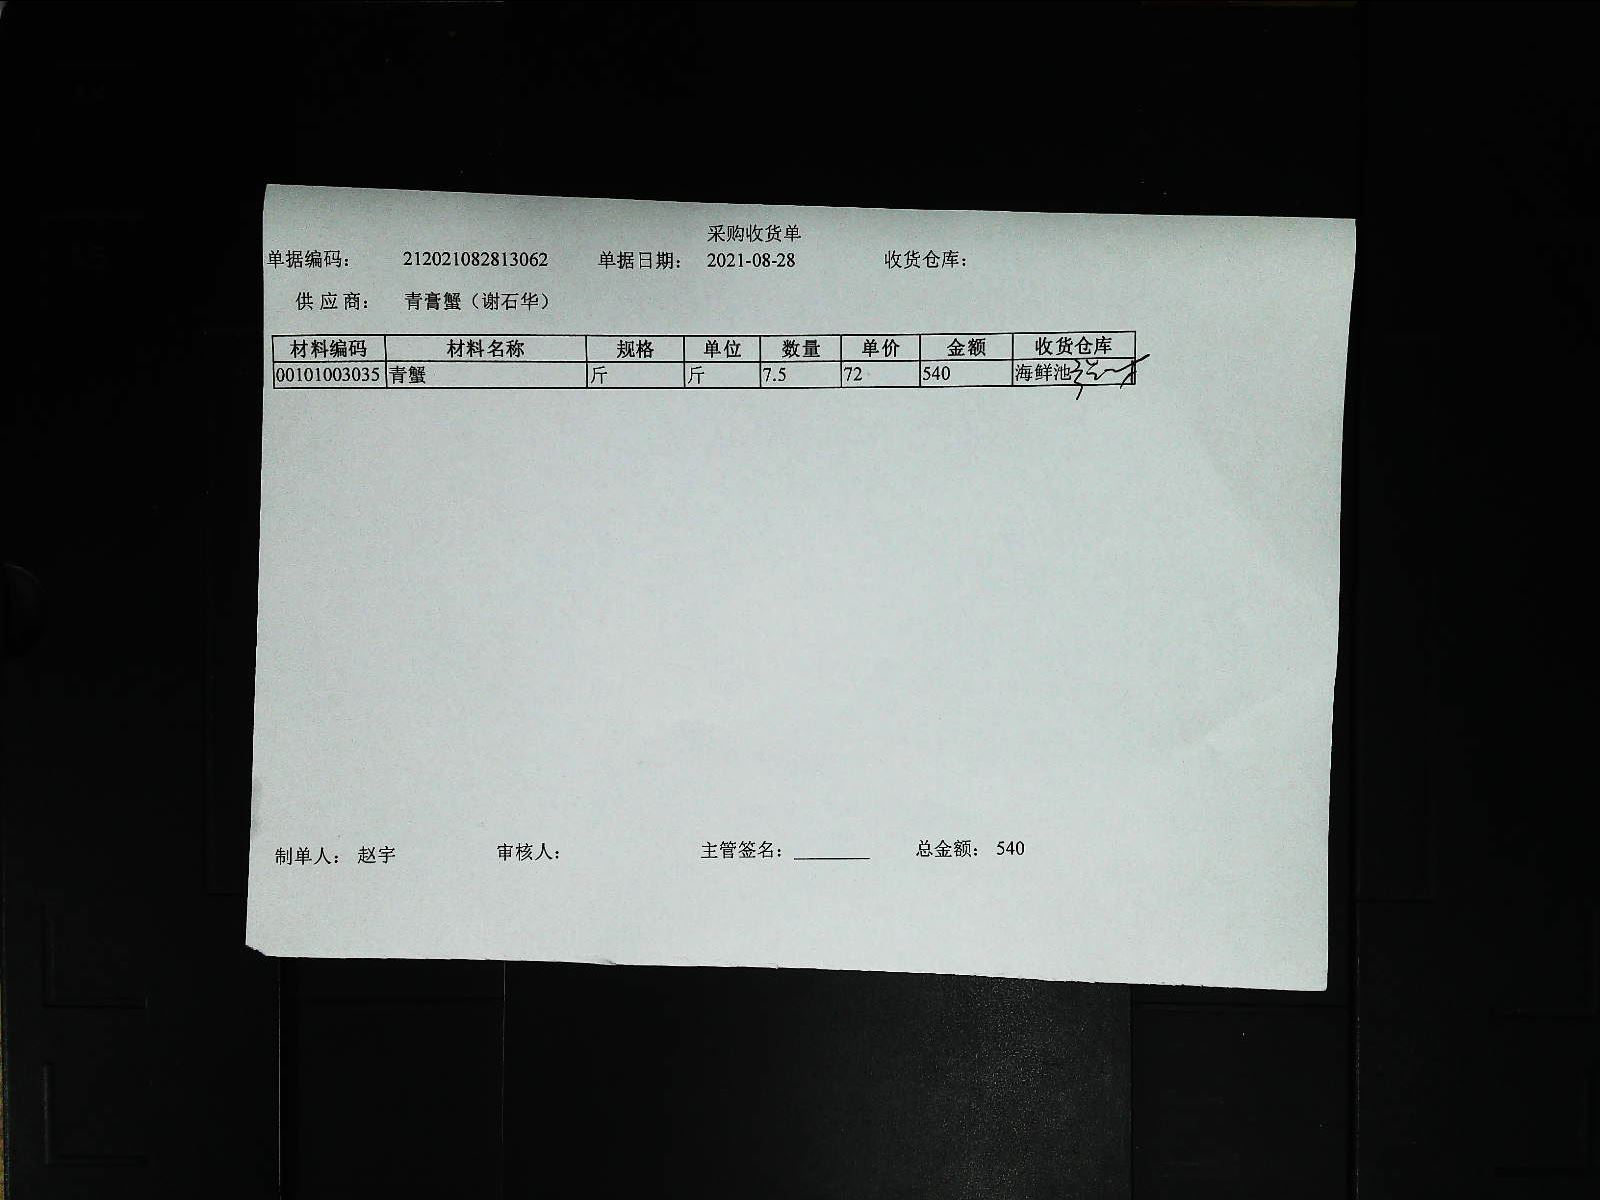 采购收货单
单据编码： 212021082813062 单据日期： 2021-08-28 收货仓库：
供应商： 青膏蟹（谢石华）
材料编码 材料名称 规格 单位 数量 单价 金额 收货仓库
00101003035 青蟹 斤 斤 7.5 72 540 海鲜池
制单人： 赵宇 审核人： 主管签名： ________ 总金额： 540